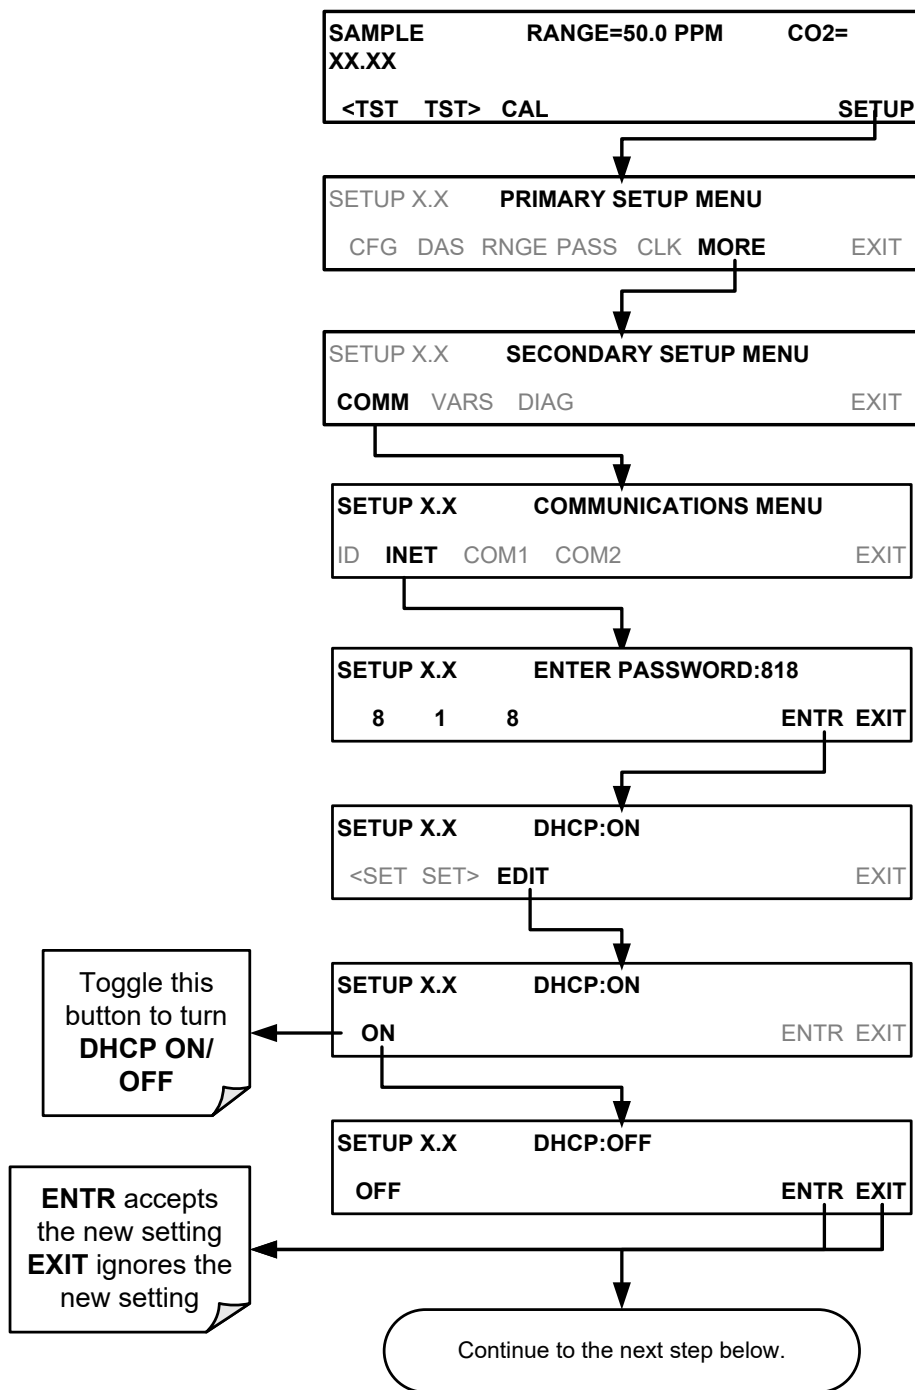 SAMPLE RANGE=50.0 PPM CO2=
XX.XX
<TST TST> CAL SETUP
SETUP X.X PRIMARY SETUP MENU
CFG DAS RNGE PASS CLK MORE EXIT
SETUP X.X SECONDARY SETUP MENU
COMM VARS DIAG EXIT
SETUP X.X COMMUNICATIONS MENU
ID INET COM1 COM2 EXIT
SETUP X.X ENTER PASSWORD:818
8 1 8 ENTR EXIT
SETUP X.X DHCP:ON
<SET SET> EDIT EXIT
Toggle this
button to turn
DHCP ON/
OFF
SETUP X.X DHCP:ON
ON ENTR EXIT
SETUP X.X DHCP:OFF
OFF ENTR EXIT
ENTR accepts
the new setting
EXIT ignores the
new setting
Continue to the next step below.